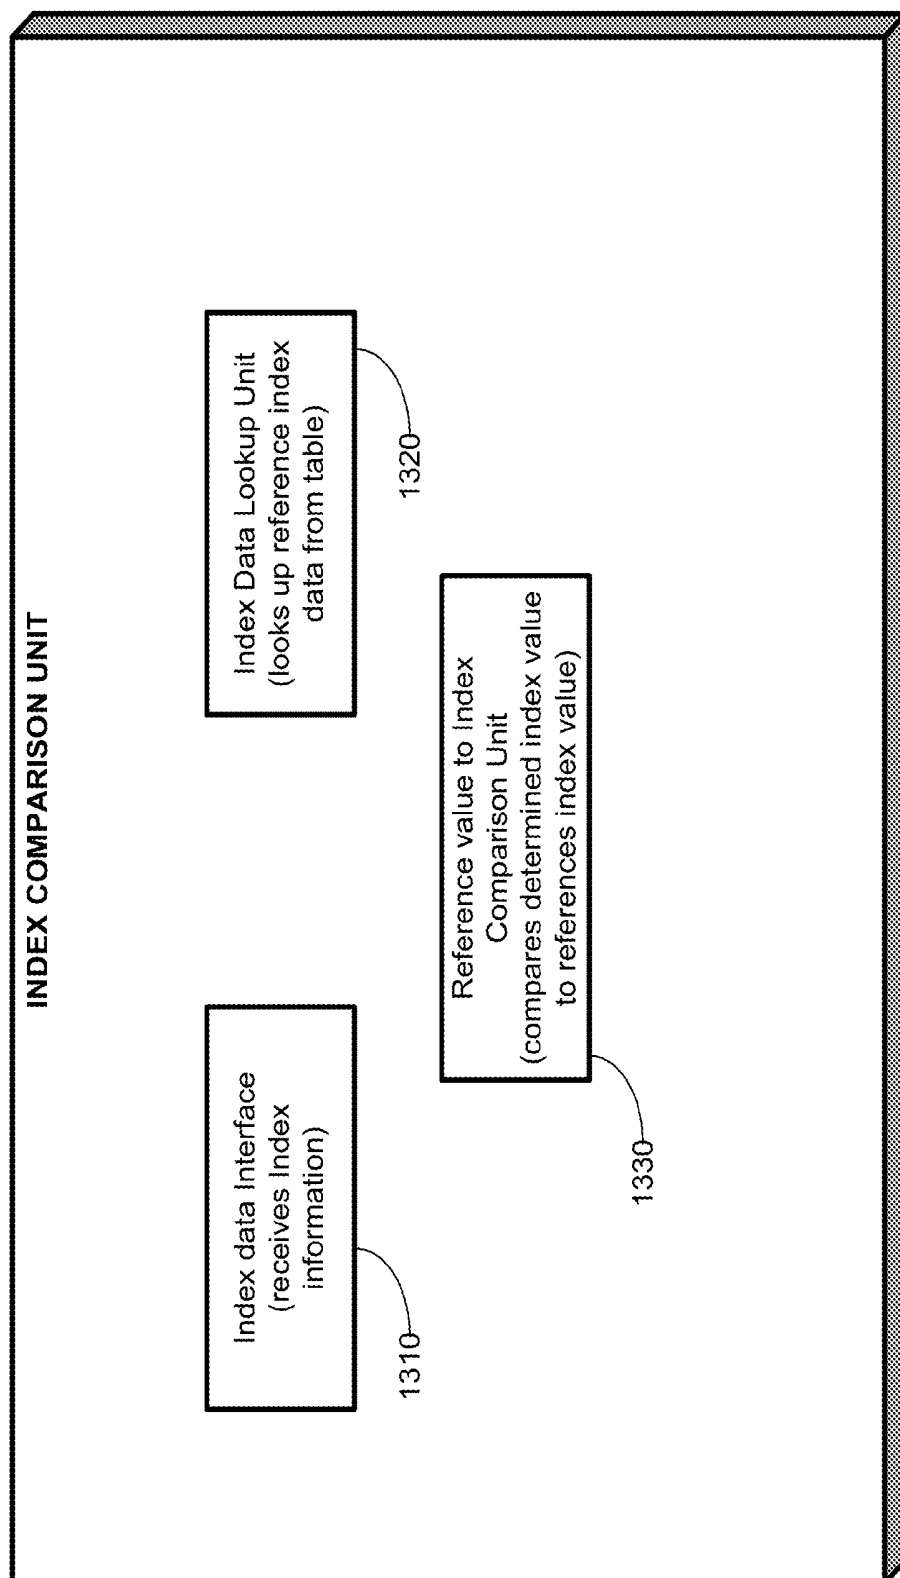 INDEX COMPARISON UNIT
Index data Interface
(receives Index
information)
1310
Index Data Lookup Unit
(looks up reference index
data from table)
1320
Reference value to Index
Comparison Unit
(compares determined index value
to references index value)
1330